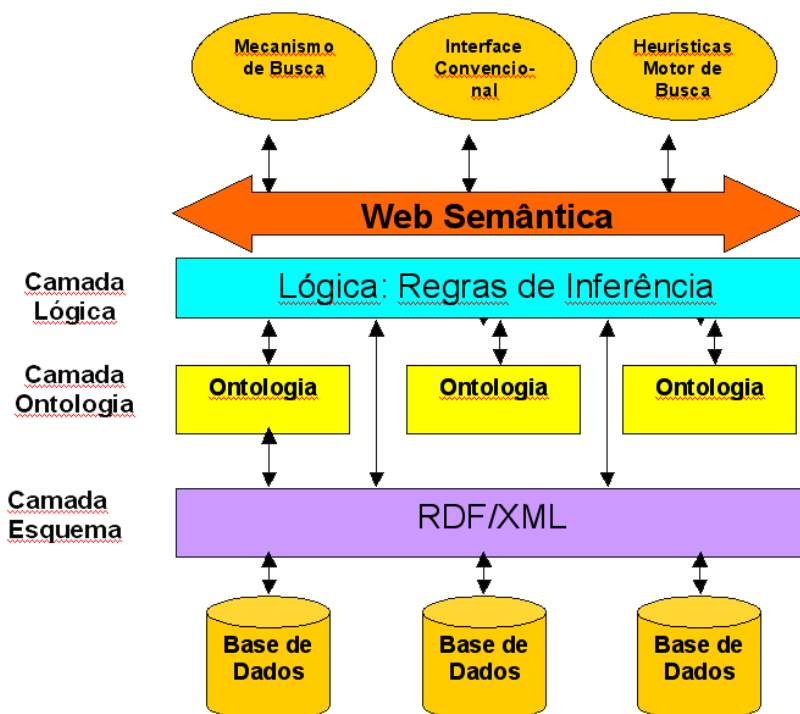 Mecanismo
de Busca
Interface
Convencio-
nal
Heurísticas
Motor de
Busca
Web Semântica
Camada
Lógica
Lógica: Regras de Inferência
Camada
Ontologia
Ontologia
Ontologia
Ontologia
Camada
Esquema
RDF/XML
Base de
Dados
Base de
Dados
Base de
Dados